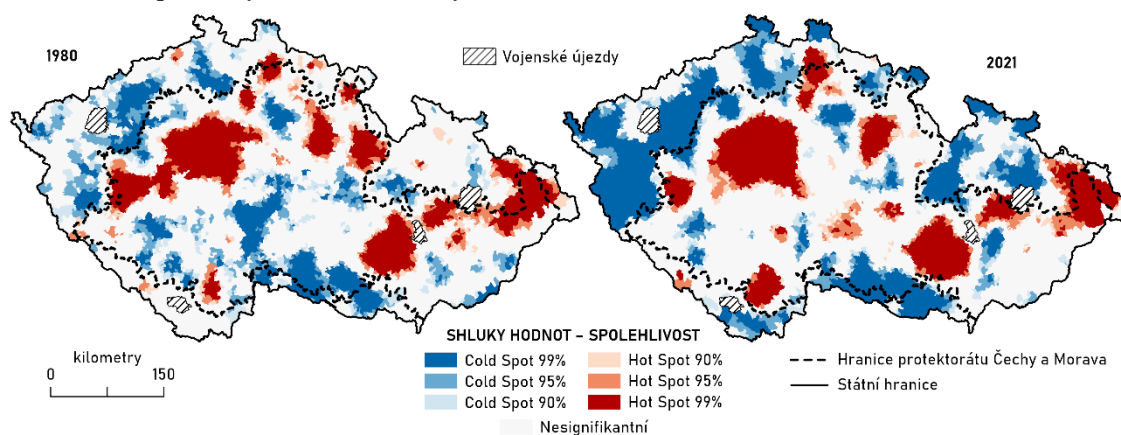 1980
Vojenské újezdy
2021
SHLUKY HODNOT – SPOLEHLIVOST
Cold Spot 99%
Hot Spot 90%
Cold Spot 95%
Hot Spot 95%
Cold Spot 90%
Hot Spot 99%
Nesignifikantní
kilometry
0
150
Hranice protektorátu Čechy a Morava
Státní hranice